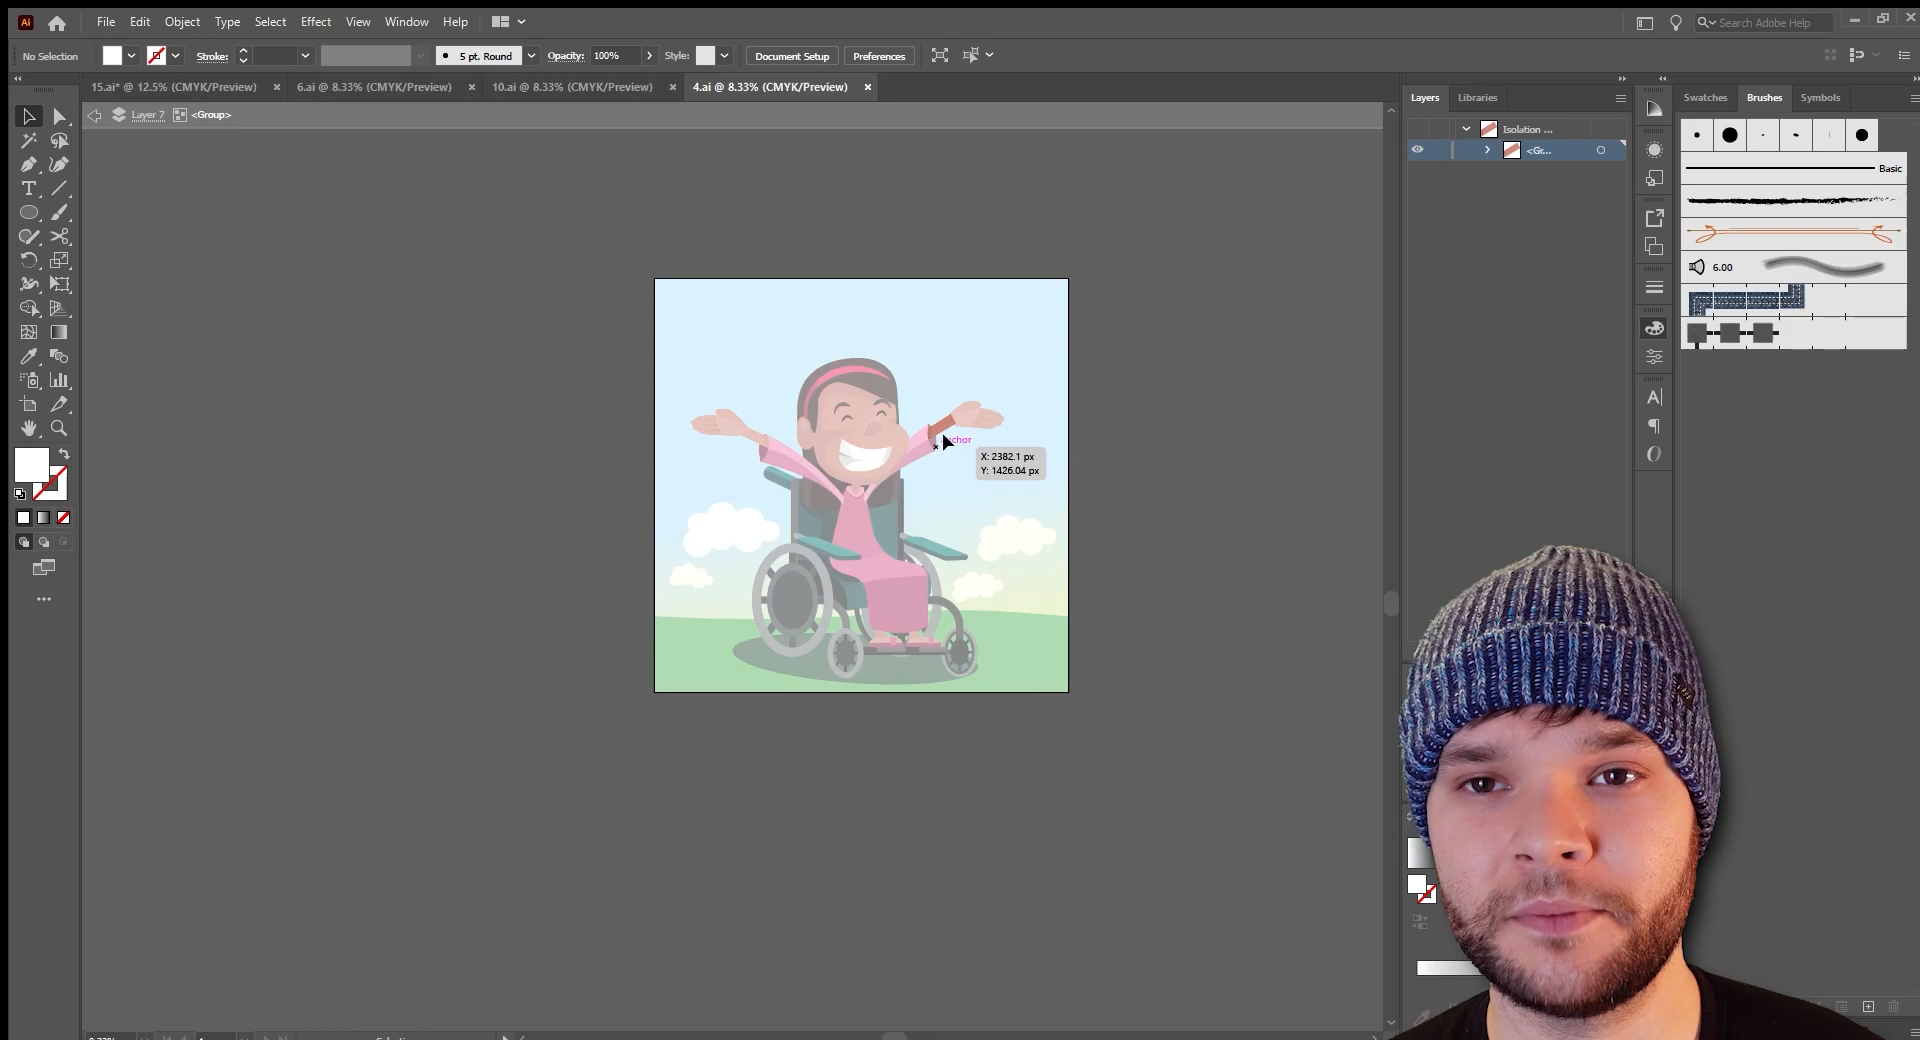 Ai File Edit Object Type Select Effect View Window Help Search Adobe Help
No Selection Stroke: 5 pt. Round Opacity: 100% Style: Document Setup Preferences
15.ai* @ 12.5% (CMYK/Preview) 6.ai @ 8.33% (CMYK/Preview) 10.ai @ 8.33% (CMYK/Preview) 4.ai @ 8.33% (CMYK/Preview)
Layers Libraries Swatches Brushes Symbols
Layer 7 <Group>
Isolation ...
<Gr...
Basic
6.00
X: 2382.1 px
Y: 1426.04 px